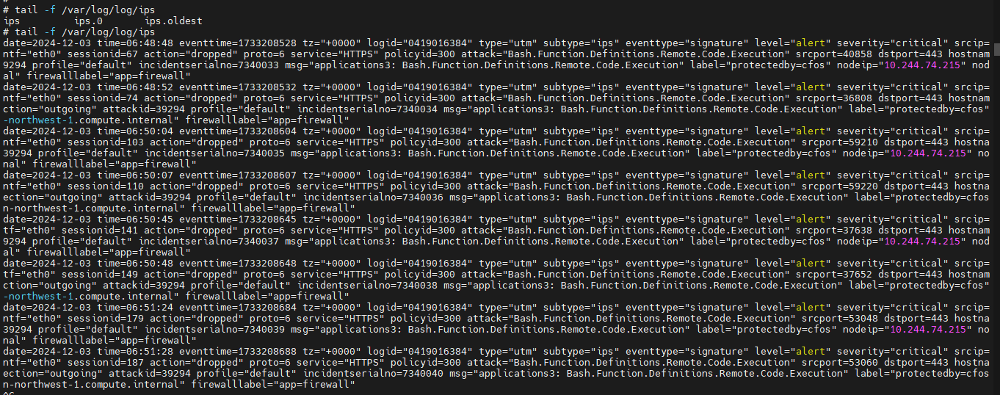 #
# tail -f /var/log/log/ips
ips ips.0 ips.oldest
# tail -f /var/log/log/ips
date=2024-12-03 time=06:48:48 eventtime=1733208528 tz="+0000" logid="0419016384" type="utm" subtype="ips" eventtype="signature" level="alert" severity="critical" srcip=
ntf="eth0" sessionid=67 action="dropped" proto=6 service="HTTPS" policyid=300 attack="Bash.Function.Definitions.Remote.Code.Execution" srcport=40858 dstport=443 hostnam
9294 profile="default" incidentserialno=7340033 msg="applications3: Bash.Function.Definitions.Remote.Code.Execution" label="protectedby=cfos" nodeip="10.244.74.215" nod
al" firewalllabel="app=firewall"
date=2024-12-03 time=06:48:52 eventtime=1733208532 tz="+0000" logid="0419016384" type="utm" subtype="ips" eventtype="signature" level="alert" severity="critical" srcip=
ntf="eth0" sessionid=74 action="dropped" proto=6 service="HTTPS" policyid=300 attack="Bash.Function.Definitions.Remote.Code.Execution" srcport=36808 dstport=443 hostnam
ction="outgoing" attackid=39294 profile="default" incidentserialno=7340034 msg="applications3: Bash.Function.Definitions.Remote.Code.Execution" label="protectedby=cfos"
-northwest-1.compute.internal" firewalllabel="app=firewall"
date=2024-12-03 time=06:50:04 eventtime=1733208604 tz="+0000" logid="0419016384" type="utm" subtype="ips" eventtype="signature" level="alert" severity="critical" srcip=
ntf="eth0" sessionid=103 action="dropped" proto=6 service="HTTPS" policyid=300 attack="Bash.Function.Definitions.Remote.Code.Execution" srcport=59210 dstport=443 hostna
39294 profile="default" incidentserialno=7340035 msg="applications3: Bash.Function.Definitions.Remote.Code.Execution" label="protectedby=cfos" nodeip="10.244.74.215" no
nal" firewalllabel="app=firewall"
date=2024-12-03 time=06:50:07 eventtime=1733208607 tz="+0000" logid="0419016384" type="utm" subtype="ips" eventtype="signature" level="alert" severity="critical" srcip=
ntf="eth0" sessionid=110 action="dropped" proto=6 service="HTTPS" policyid=300 attack="Bash.Function.Definitions.Remote.Code.Execution" srcport=59220 dstport=443 hostna
ection="outgoing" attackid=39294 profile="default" incidentserialno=7340036 msg="applications3: Bash.Function.Definitions.Remote.Code.Execution" label="protectedby=cfos
n-northwest-1.compute.internal" firewalllabel="app=firewall"
date=2024-12-03 time=06:50:45 eventtime=1733208645 tz="+0000" logid="0419016384" type="utm" subtype="ips" eventtype="signature" level="alert" severity="critical" srcip=
tf="eth0" sessionid=141 action="dropped" proto=6 service="HTTPS" policyid=300 attack="Bash.Function.Definitions.Remote.Code.Execution" srcport=37638 dstport=443 hostnam
9294 profile="default" incidentserialno=7340037 msg="applications3: Bash.Function.Definitions.Remote.Code.Execution" label="protectedby=cfos" nodeip="10.244.74.215" nod
al" firewalllabel="app=firewall"
date=2024-12-03 time=06:50:48 eventtime=1733208648 tz="+0000" logid="0419016384" type="utm" subtype="ips" eventtype="signature" level="alert" severity="critical" srcip=
tf="eth0" sessionid=149 action="dropped" proto=6 service="HTTPS" policyid=300 attack="Bash.Function.Definitions.Remote.Code.Execution" srcport=37652 dstport=443 hostnam
ction="outgoing" attackid=39294 profile="default" incidentserialno=7340038 msg="applications3: Bash.Function.Definitions.Remote.Code.Execution" label="protectedby=cfos"
-northwest-1.compute.internal" firewalllabel="app=firewall"
date=2024-12-03 time=06:51:24 eventtime=1733208684 tz="+0000" logid="0419016384" type="utm" subtype="ips" eventtype="signature" level="alert" severity="critical" srcip=
ntf="eth0" sessionid=179 action="dropped" proto=6 service="HTTPS" policyid=300 attack="Bash.Function.Definitions.Remote.Code.Execution" srcport=53048 dstport=443 hostna
39294 profile="default" incidentserialno=7340039 msg="applications3: Bash.Function.Definitions.Remote.Code.Execution" label="protectedby=cfos" nodeip="10.244.74.215" no
nal" firewalllabel="app=firewall"
date=2024-12-03 time=06:51:28 eventtime=1733208688 tz="+0000" logid="0419016384" type="utm" subtype="ips" eventtype="signature" level="alert" severity="critical" srcip=
ntf="eth0" sessionid=187 action="dropped" proto=6 service="HTTPS" policyid=300 attack="Bash.Function.Definitions.Remote.Code.Execution" srcport=53060 dstport=443 hostna
ection="outgoing" attackid=39294 profile="default" incidentserialno=7340040 msg="applications3: Bash.Function.Definitions.Remote.Code.Execution" label="protectedby=cfos
n-northwest-1.compute.internal" firewalllabel="app=firewall"
^C